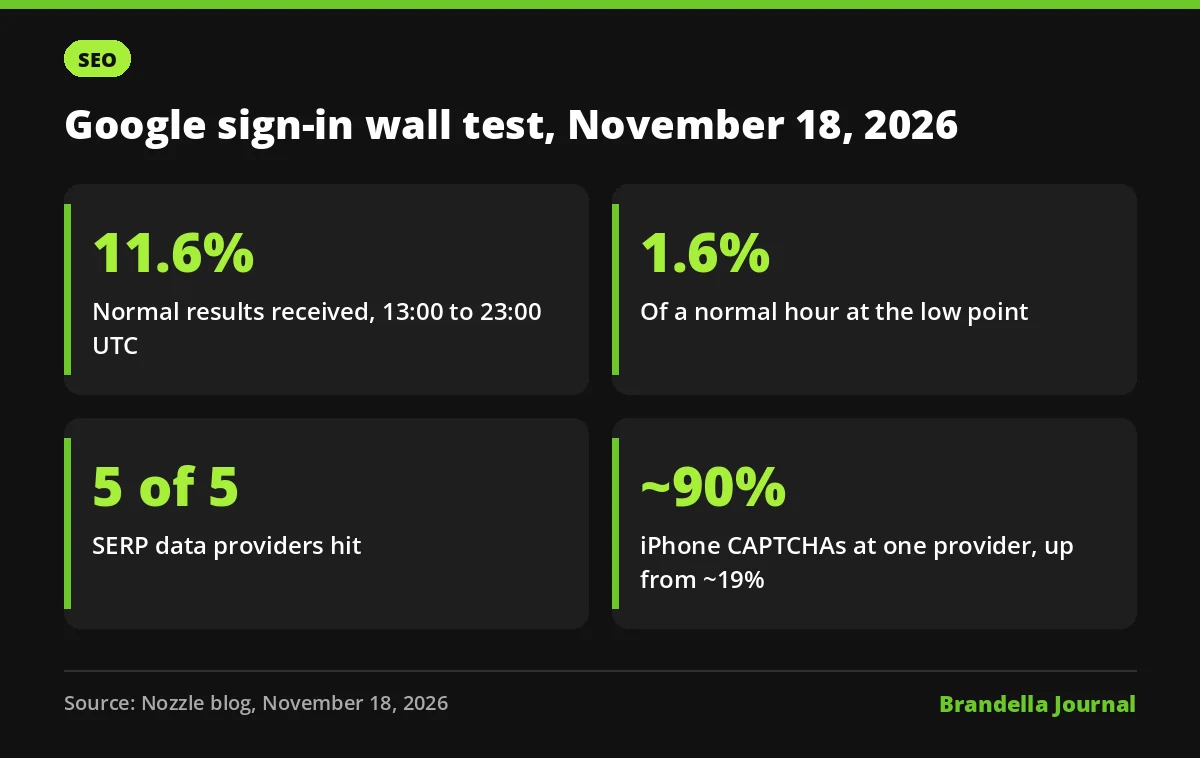 SEO
Google sign-in wall test, November 18, 2026
11.6%
Normal results received, 13:00 to 23:00
UTC
1.6%
Of a normal hour at the low point
5 of 5
SERP data providers hit
~90%
iPhone CAPTCHAs at one provider, up
from ~19%
Source: Nozzle blog, November 18, 2026
Brandella Journal